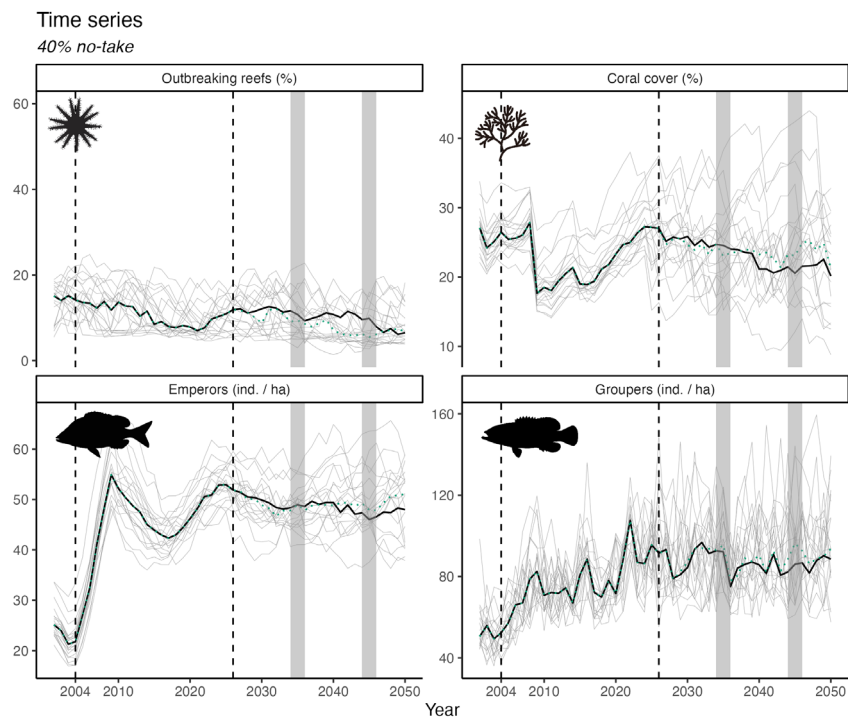 Time series
40% no-take
Outbreaking reefs (%)
Coral cover (%)
60
40
20
0
40
30
20
10
Emperors (ind. / ha)
Groupers (ind. / ha)
60
50
40
30
20
160
120
80
40
2004 2010 2020 2030 2040 2050
2004 2010 2020 2030 2040 2050
Year